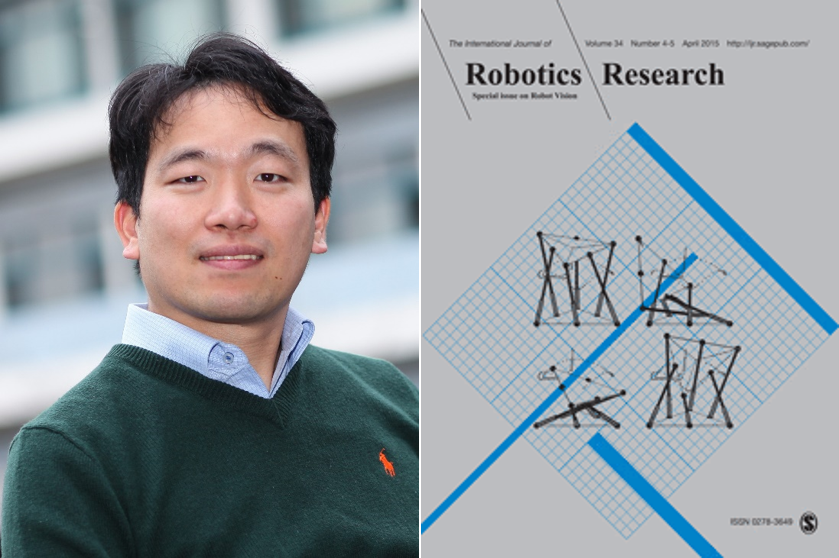 The International Journal of
Volume 34 Number 4-5 April 2015 http://ijr.sagepub.com/
Robotics Research
Special issue on Robot Vision
ISSN 0278-3649
S